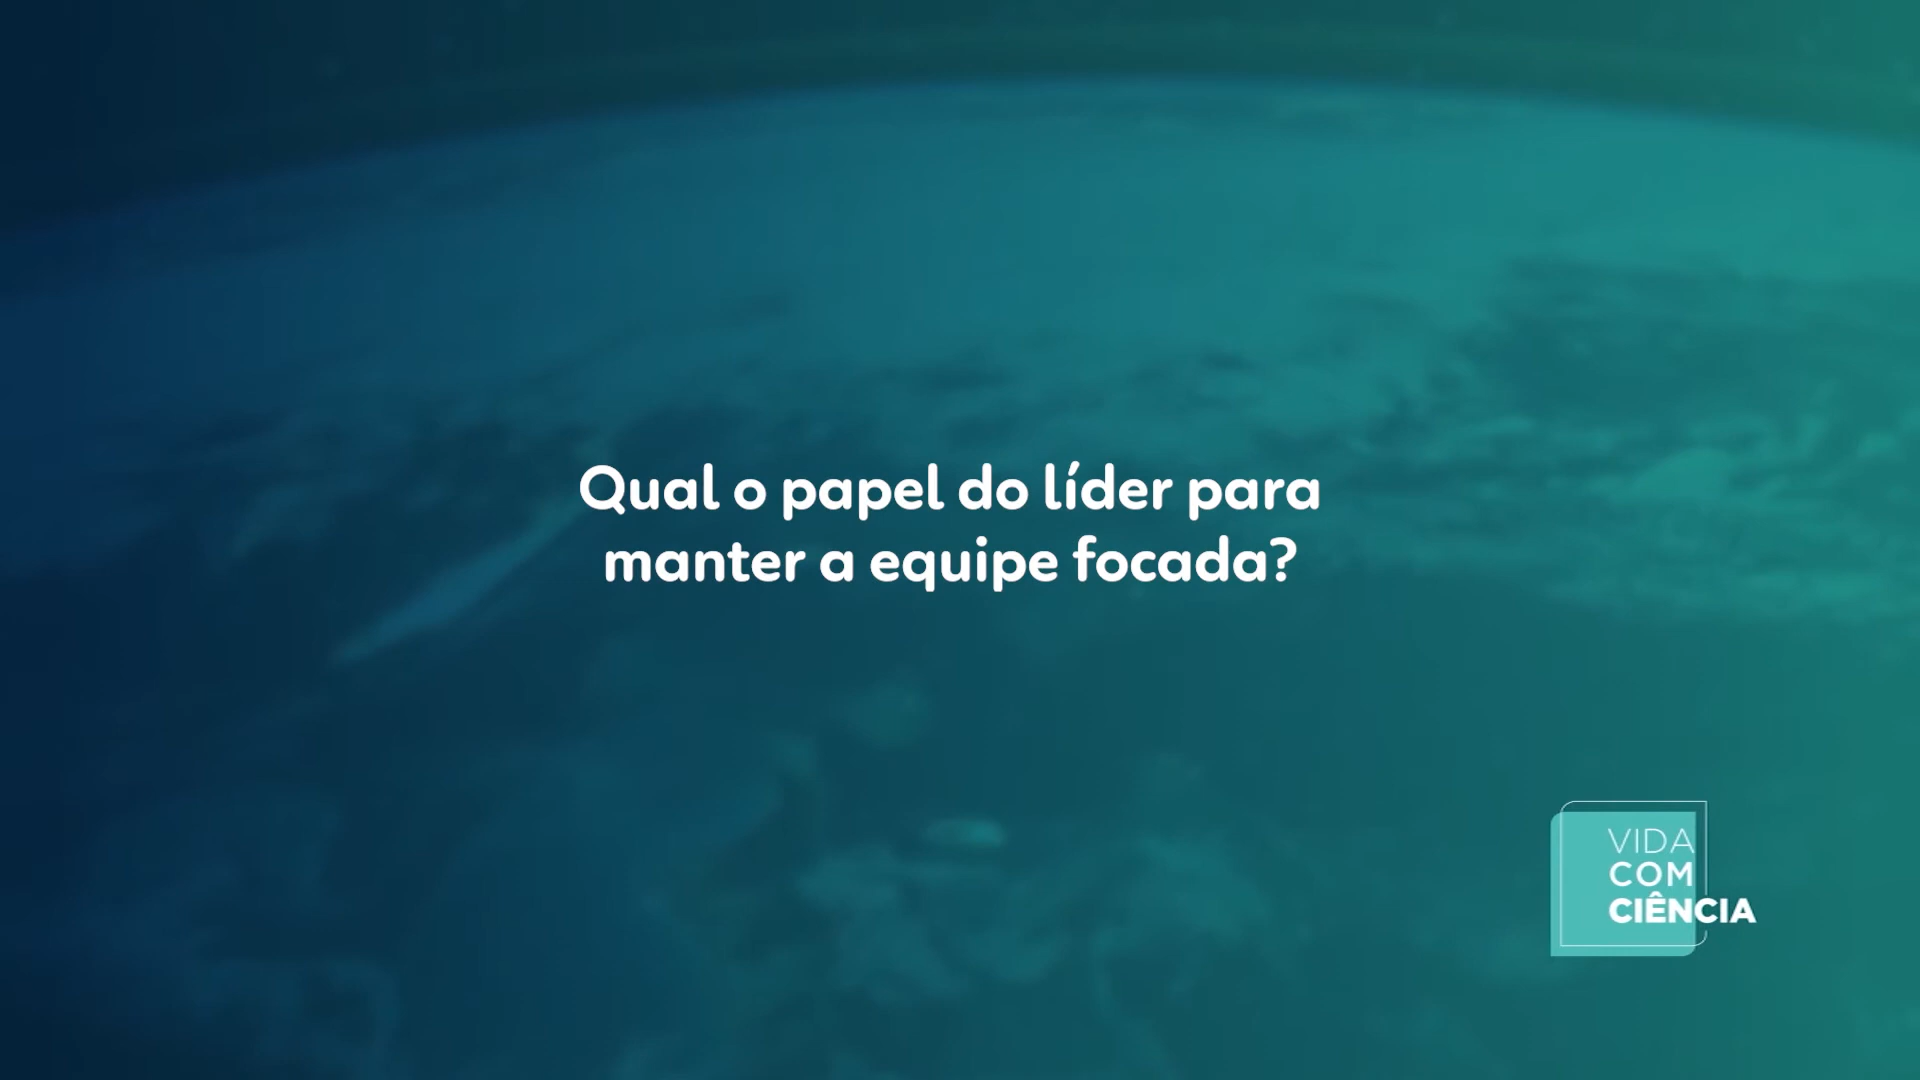 Qual o papel do líder para
manter a equipe focada?
VIDA
COM
CIÊNCIA